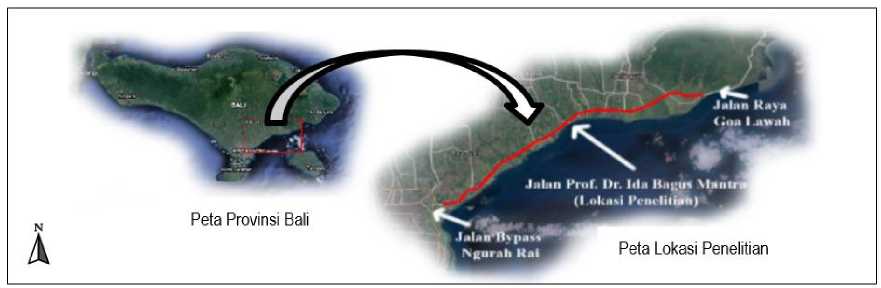 BALI
Peta Provinsi Bali
N
Jalan Raya
Goa Lawah
Jalan Prof. Dr. Ida Bagus Mantra
(Lokasi Penelitian)
Jalan Bypass
Ngurah Rai
Peta Lokasi Penelitian